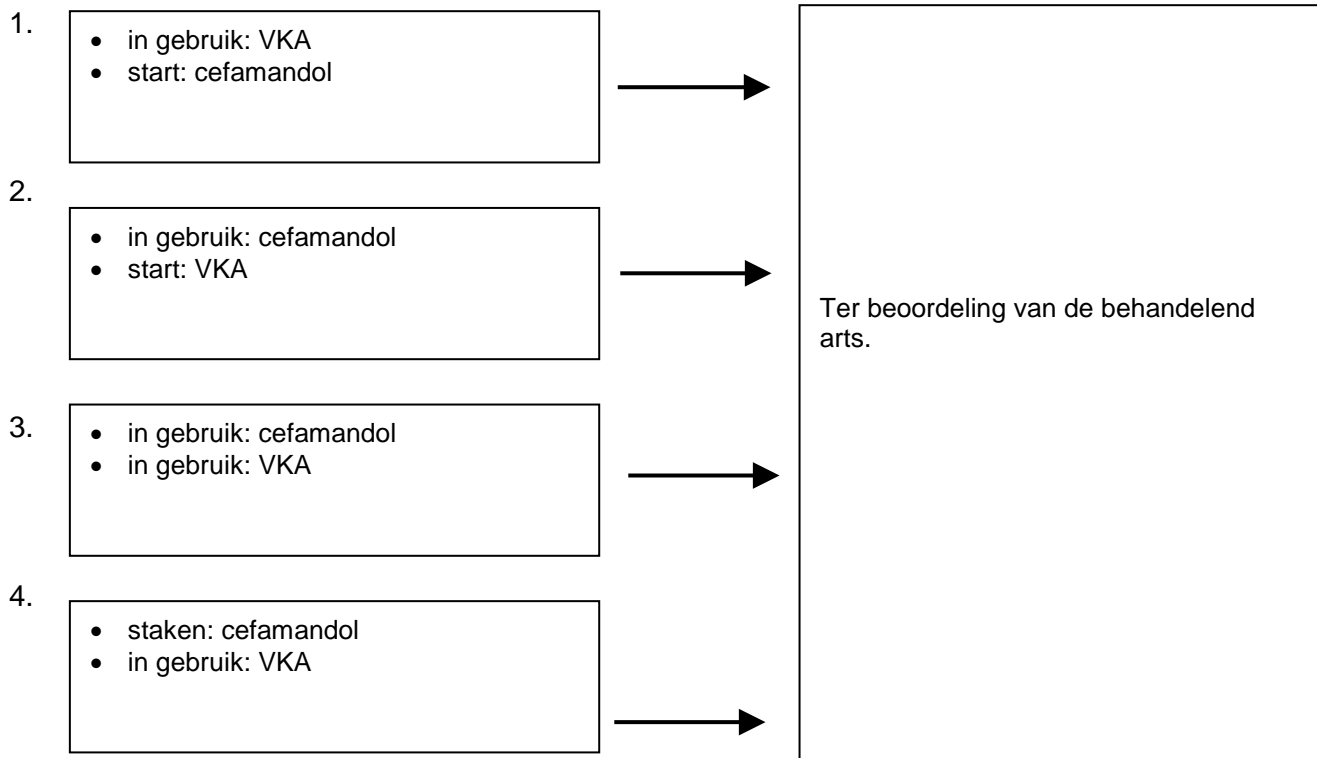 1.
• in gebruik: VKA
• start: cefamandol
2.
• in gebruik: cefamandol
• start: VKA
Ter beoordeling van de behandelend
arts.
3.
• in gebruik: cefamandol
• in gebruik: VKA
4.
• staken: cefamandol
• in gebruik: VKA